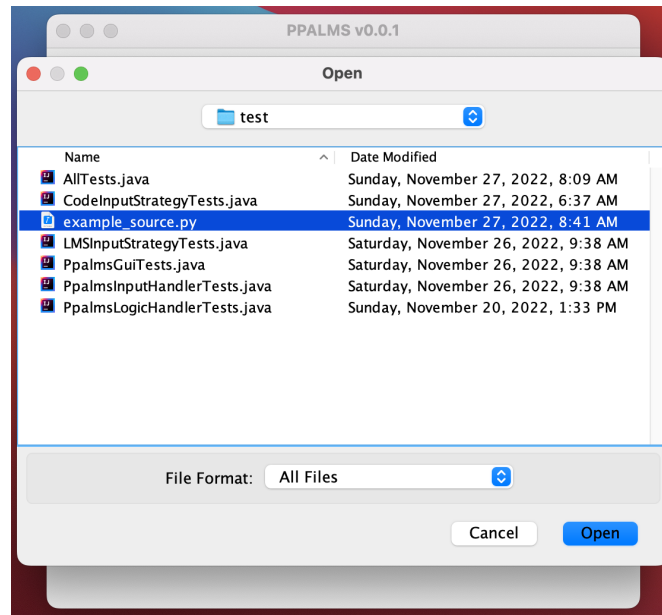 PPALMS v0.0.1
Open
test
Name Date Modified
AllTests.java Sunday, November 27, 2022, 8:09 AM
CodeInputStrategyTests.java Sunday, November 27, 2022, 6:37 AM
example_source.py Sunday, November 27, 2022, 8:41 AM
LMSInputStrategyTests.java Saturday, November 26, 2022, 9:38 AM
PpalmsGuiTests.java Saturday, November 26, 2022, 9:38 AM
PpalmsInputHandlerTests.java Saturday, November 26, 2022, 9:38 AM
PpalmsLogicHandlerTests.java Sunday, November 20, 2022, 1:33 PM
File Format: All Files
Cancel Open